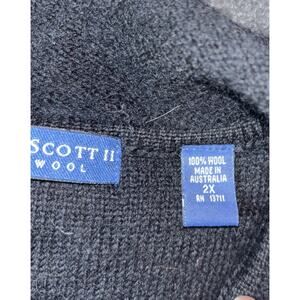 SCOTT II
WOOL
100% WOOL
MADE IN
AUSTRALIA
2X
RN 13711